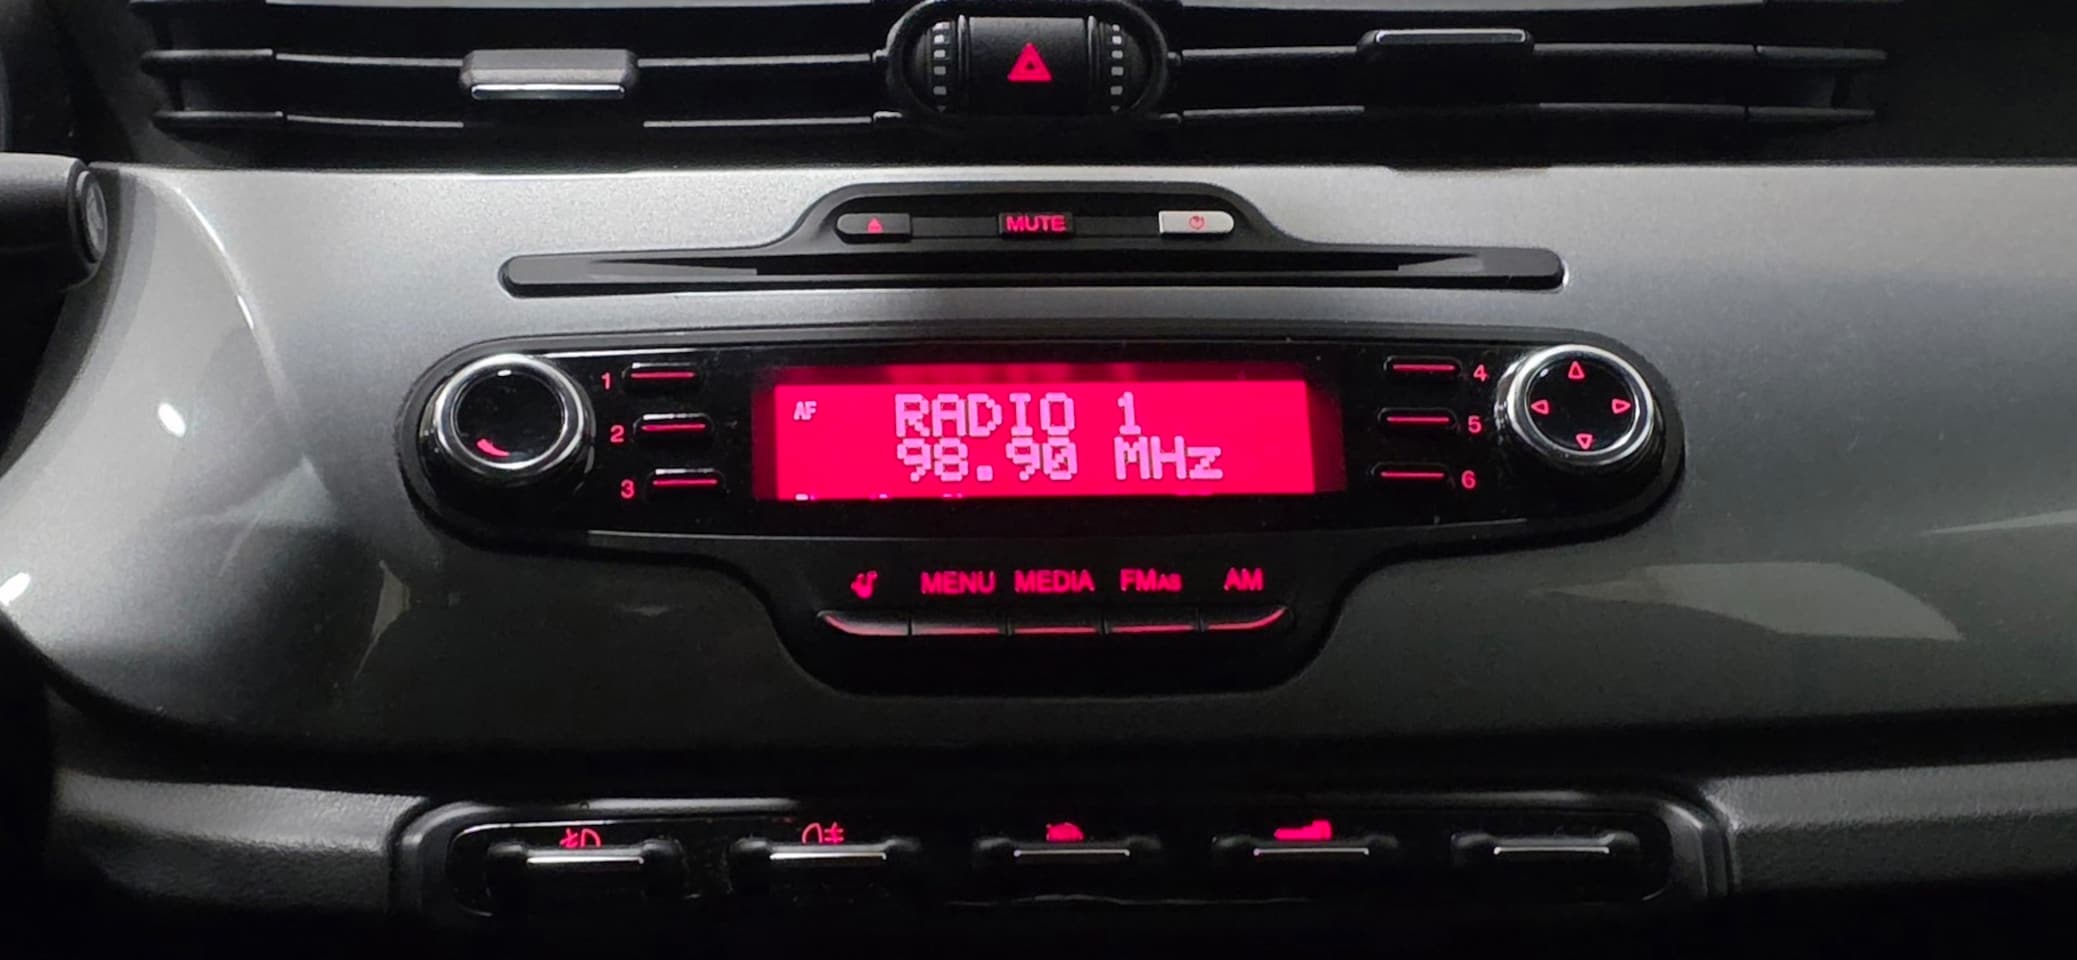 MUTE
1
2
3
AF
RADIO 1
98.90 MHz
4
5
6
MENU MEDIA FMAS AM